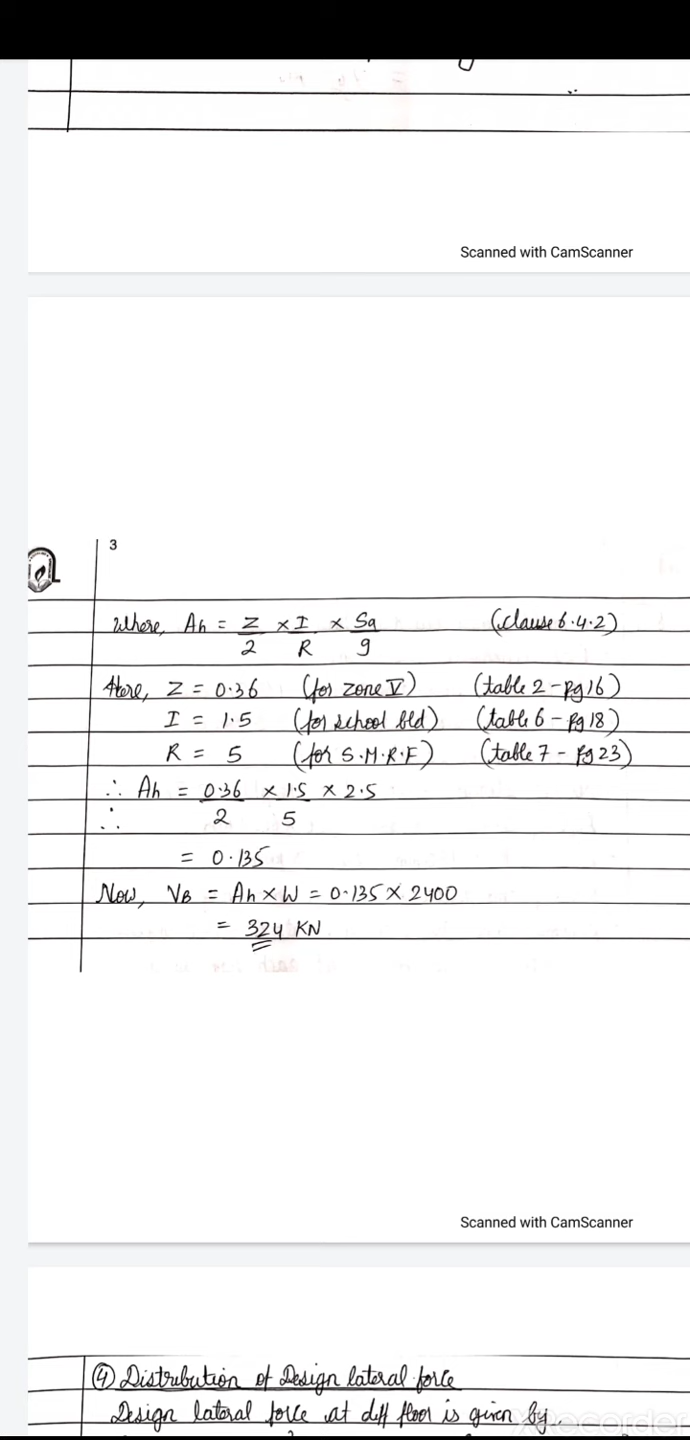 Scanned with CamScanner
3
Where, Ah = Z/2 × I/R × Sa/g (Clause 6.4.2)
Here, Z = 0.36 (for zone V) (table 2 - Pg 16)
I = 1.5 (for school bld) (table 6 - Pg 18)
R = 5 (for S.M.R.F) (table 7 - Pg 23)
∴ Ah = 0.36/2 × 1.5/5 × 2.5
∴
= 0.135
Now, VB = Ah × W = 0.135 × 2400
= 324 KN
Scanned with CamScanner
④ Distribution of Design lateral force
Design lateral force at diff floor is given by
XRecorder